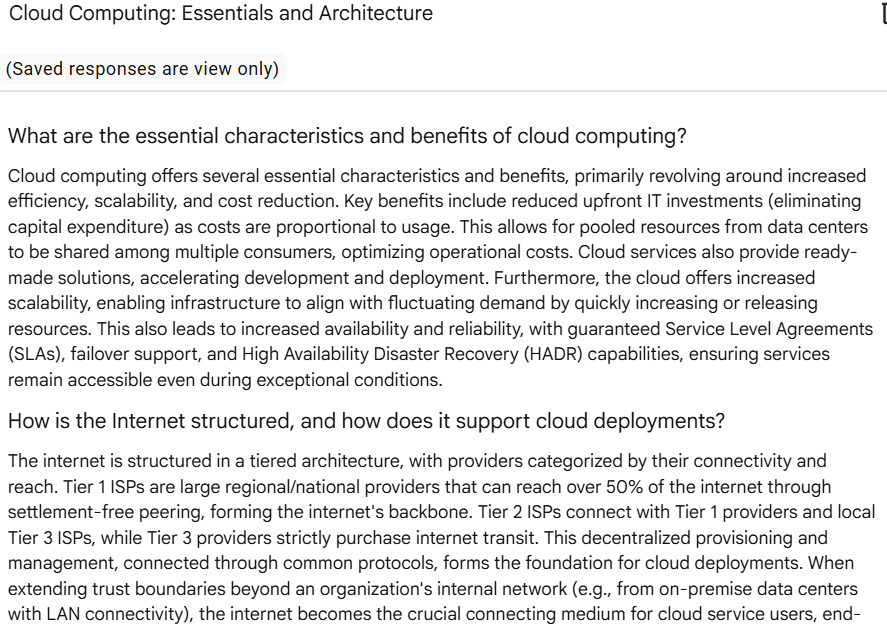 Cloud Computing: Essentials and Architecture
(Saved responses are view only)
What are the essential characteristics and benefits of cloud computing?
Cloud computing offers several essential characteristics and benefits, primarily revolving around increased
efficiency, scalability, and cost reduction. Key benefits include reduced upfront IT investments (eliminating
capital expenditure) as costs are proportional to usage. This allows for pooled resources from data centers
to be shared among multiple consumers, optimizing operational costs. Cloud services also provide ready-
made solutions, accelerating development and deployment. Furthermore, the cloud offers increased
scalability, enabling infrastructure to align with fluctuating demand by quickly increasing or releasing
resources. This also leads to increased availability and reliability, with guaranteed Service Level Agreements
(SLAs), failover support, and High Availability Disaster Recovery (HADR) capabilities, ensuring services
remain accessible even during exceptional conditions.
How is the Internet structured, and how does it support cloud deployments?
The internet is structured in a tiered architecture, with providers categorized by their connectivity and
reach. Tier 1 ISPs are large regional/national providers that can reach over 50% of the internet through
settlement-free peering, forming the internet's backbone. Tier 2 ISPs connect with Tier 1 providers and local
Tier 3 ISPs, while Tier 3 providers strictly purchase internet transit. This decentralized provisioning and
management, connected through common protocols, forms the foundation for cloud deployments. When
extending trust boundaries beyond an organization's internal network (e.g., from on-premise data centers
with LAN connectivity), the internet becomes the crucial connecting medium for cloud service users, end-